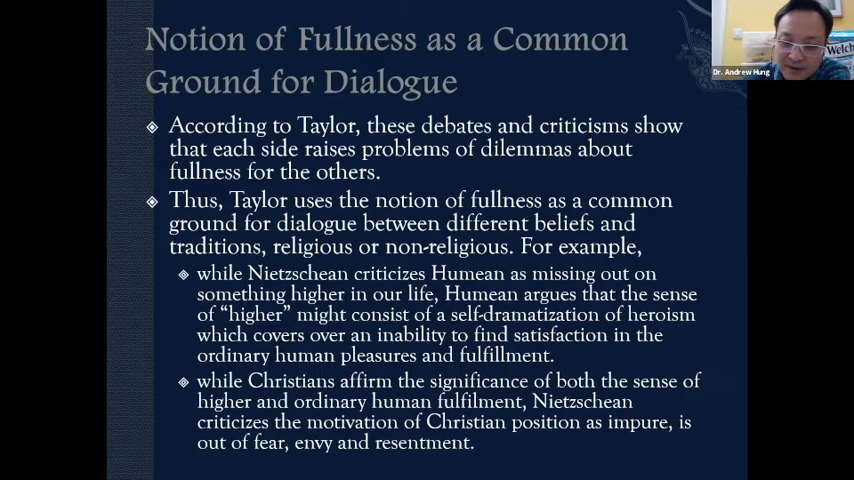 Notion of Fullness as a Common
Ground for Dialogue
According to Taylor, these debates and criticisms show
that each side raises problems of dilemmas about
fullness for the others.
Thus, Taylor uses the notion of fullness as a common
ground for dialogue between different beliefs and
traditions, religious or non-religious. For example,
while Nietzschean criticizes Humean as missing out on
something higher in our life, Humean argues that the sense
of “higher” might consist of a self-dramatization of heroism
which covers over an inability to find satisfaction in the
ordinary human pleasures and fulfillment.
while Christians affirm the significance of both the sense of
higher and ordinary human fulfilment, Nietzschean
criticizes the motivation of Christian position as impure, is
out of fear, envy and resentment.
Dr. Andrew Hung
Welch